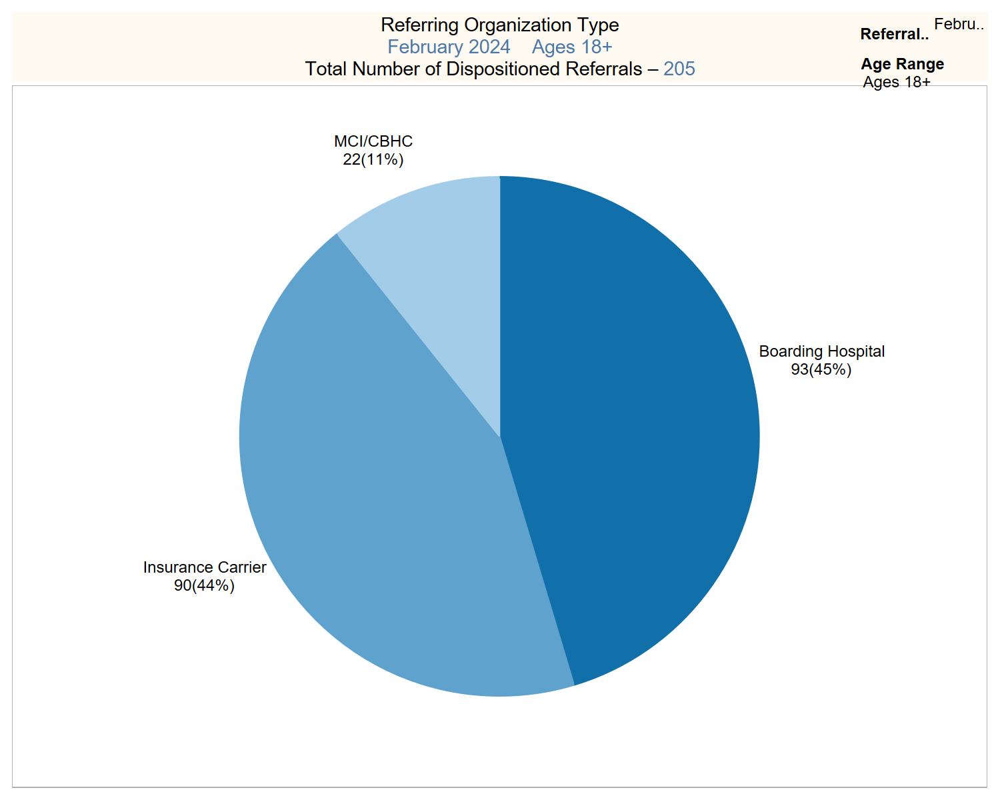 Referring Organization Type
February 2024 Ages 18+
Total Number of Dispositioned Referrals – 205
Referral..
Febru..
Age Range
Ages 18+
MCI/CBHC
22(11%)
Boarding Hospital
93(45%)
Insurance Carrier
90(44%)